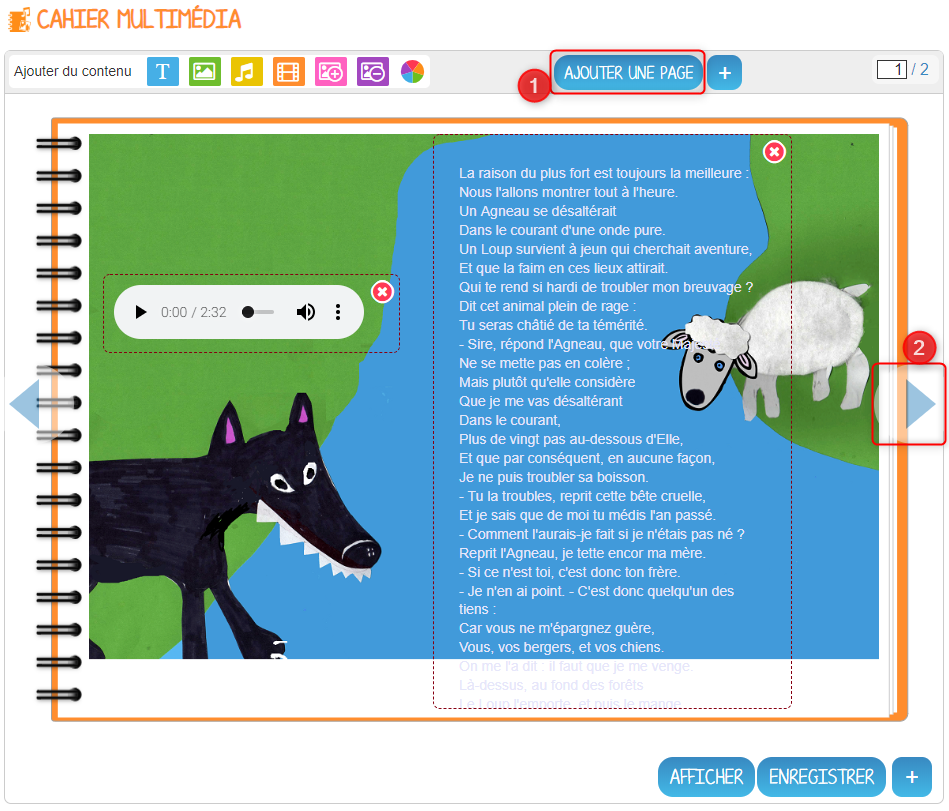 CAHIER MULTIMÉDIA
Ajouter du contenu T AJOUTER UNE PAGE + 1 / 2
1
La raison du plus fort est toujours la meilleure :
Nous l'allons montrer tout à l'heure.
Un Agneau se désaltérait
Dans le courant d'une onde pure.
Un Loup survient à jeun qui cherchait aventure,
Et que la faim en ces lieux attirait.
Qui te rend si hardi de troubler mon breuvage ?
Dit cet animal plein de rage :
Tu seras châtié de ta témérité.
- Sire, répond l'Agneau, que votre Majesté
Ne se mette pas en colère ;
Mais plutôt qu'elle considère
Que je me vas désaltérant
Dans le courant,
Plus de vingt pas au-dessous d'Elle,
Et que par conséquent, en aucune façon,
Je ne puis troubler sa boisson.
- Tu la troubles, reprit cette bête cruelle,
Et je sais que de moi tu médis l'an passé.
- Comment l'aurais-je fait si je n'étais pas né ?
Reprit l'Agneau, je tette encor ma mère.
- Si ce n'est toi, c'est donc ton frère.
- Je n'en ai point. - C'est donc quelqu'un des
tiens :
Car vous ne m'épargnez guère,
Vous, vos bergers, et vos chiens.
On me l'a dit : il faut que je me venge.
Là-dessus, au fond des forêts
Le Loup l'emporte, et puis le mange.
0:00 / 2:32
2
AFFICHER ENREGISTRER +